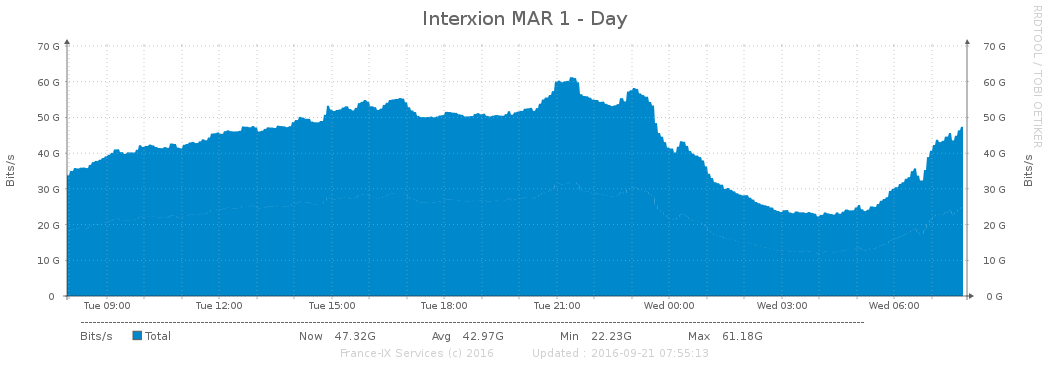 Interxion MAR 1 - Day
RRDTOOL / TOBI OETIKER
70 G 70 G
60 G 60 G
50 G 50 G
40 G 40 G
30 G 30 G
20 G 20 G
10 G 10 G
0 0 G
Bits/s Bits/s
Tue 09:00 Tue 12:00 Tue 15:00 Tue 18:00 Tue 21:00 Wed 00:00 Wed 03:00 Wed 06:00
Bits/s Total Now 47.32G Avg 42.97G Min 22.23G Max 61.18G
France-IX Services (c) 2016 Updated : 2016-09-21 07:55:13